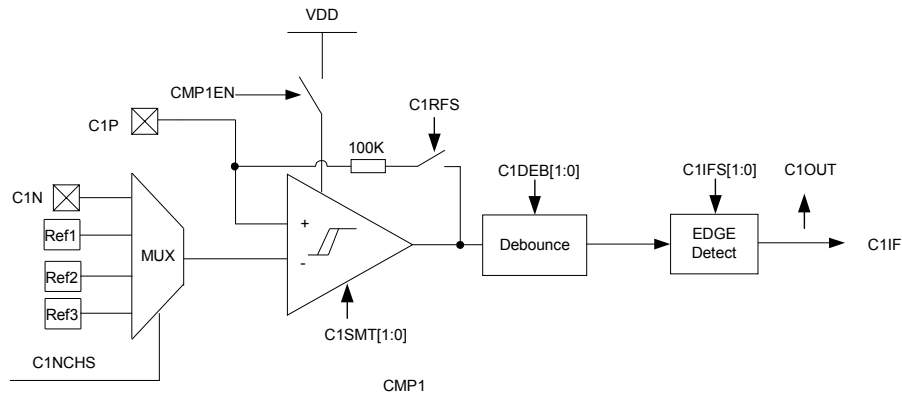 VDD
CMP1EN
C1RFS
C1P
100K
C1DEB[1:0]
C1IFS[1:0]
C1OUT
C1N
Ref1
MUX
+
-
Debounce
EDGE
Detect
C1IF
Ref2
Ref3
C1SMT[1:0]
C1NCHS
CMP1